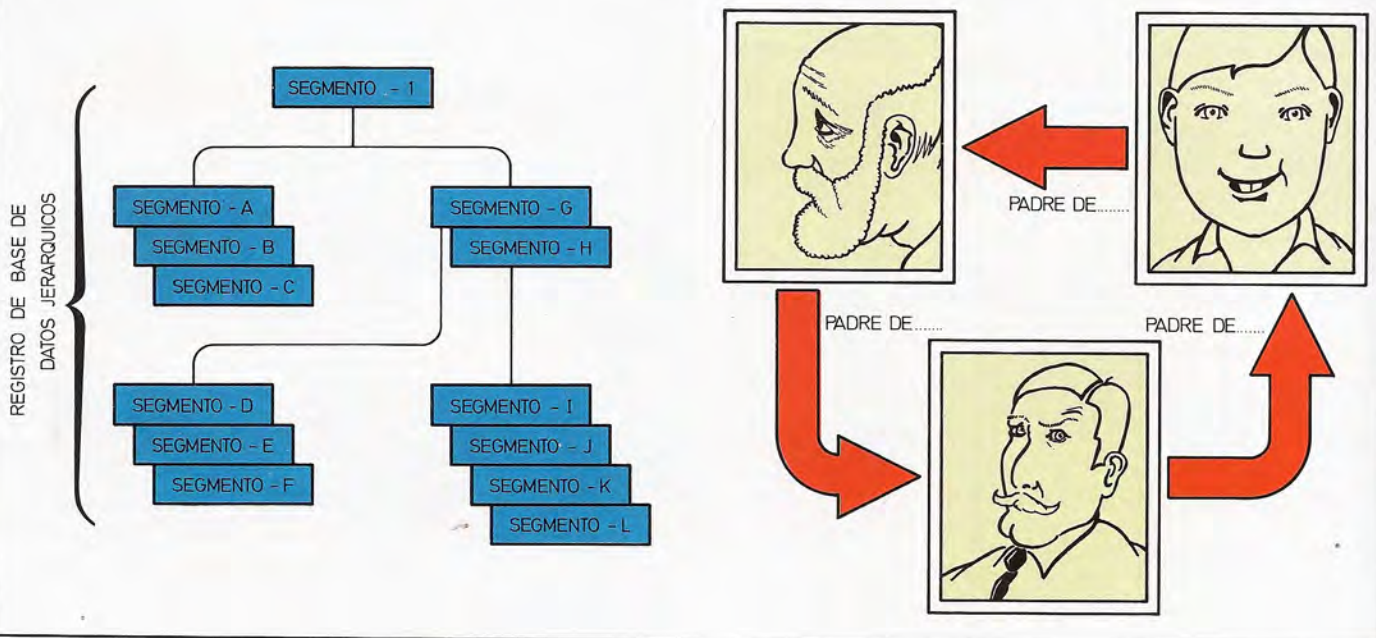 REGISTRO DE BASE DE
DATOS JERARQUICOS
SEGMENTO - 1
SEGMENTO - A
SEGMENTO - B
SEGMENTO - C
SEGMENTO - G
SEGMENTO - H
SEGMENTO - D
SEGMENTO - E
SEGMENTO - F
SEGMENTO - I
SEGMENTO - J
SEGMENTO - K
SEGMENTO - L
PADRE DE........
PADRE DE.......
PADRE DE.......